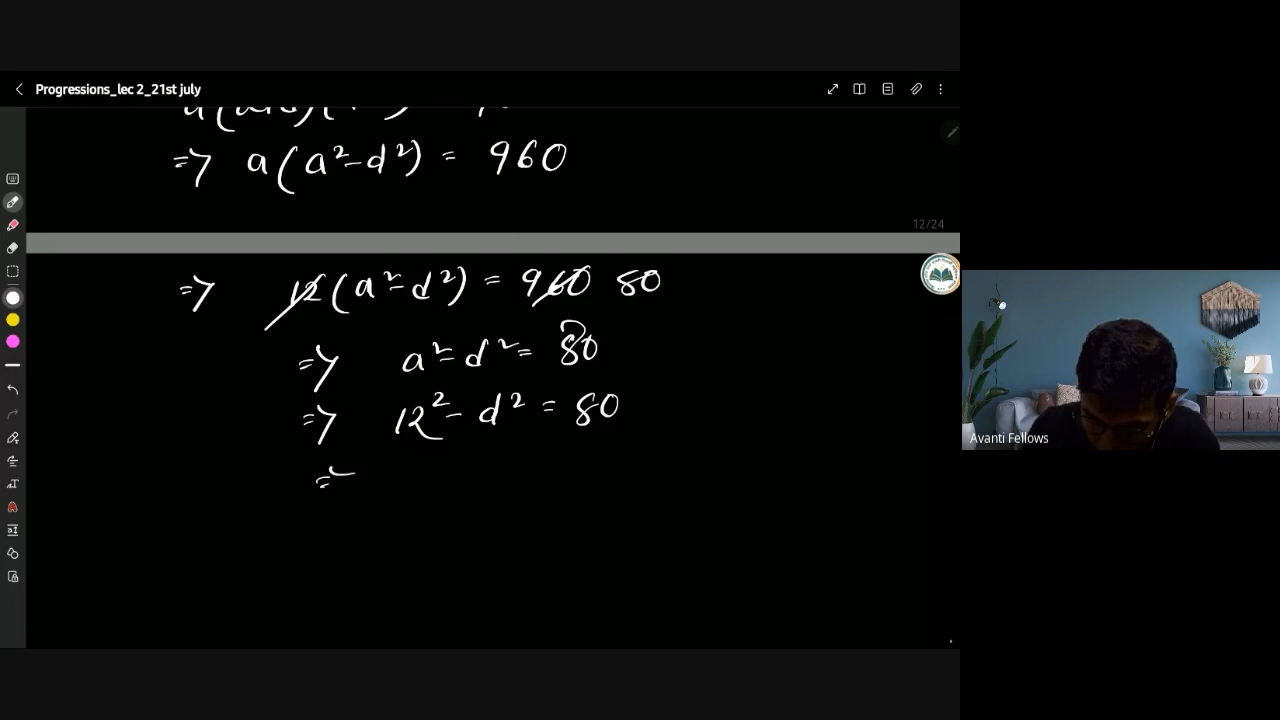 Progressions_lec 2_21st july
=> a(a²-d²) = 960
12/24
=> 12(a²-d²) = 960 80
=> a²-d² = 80
=> 12²-d² = 80
=
Avanti Fellows